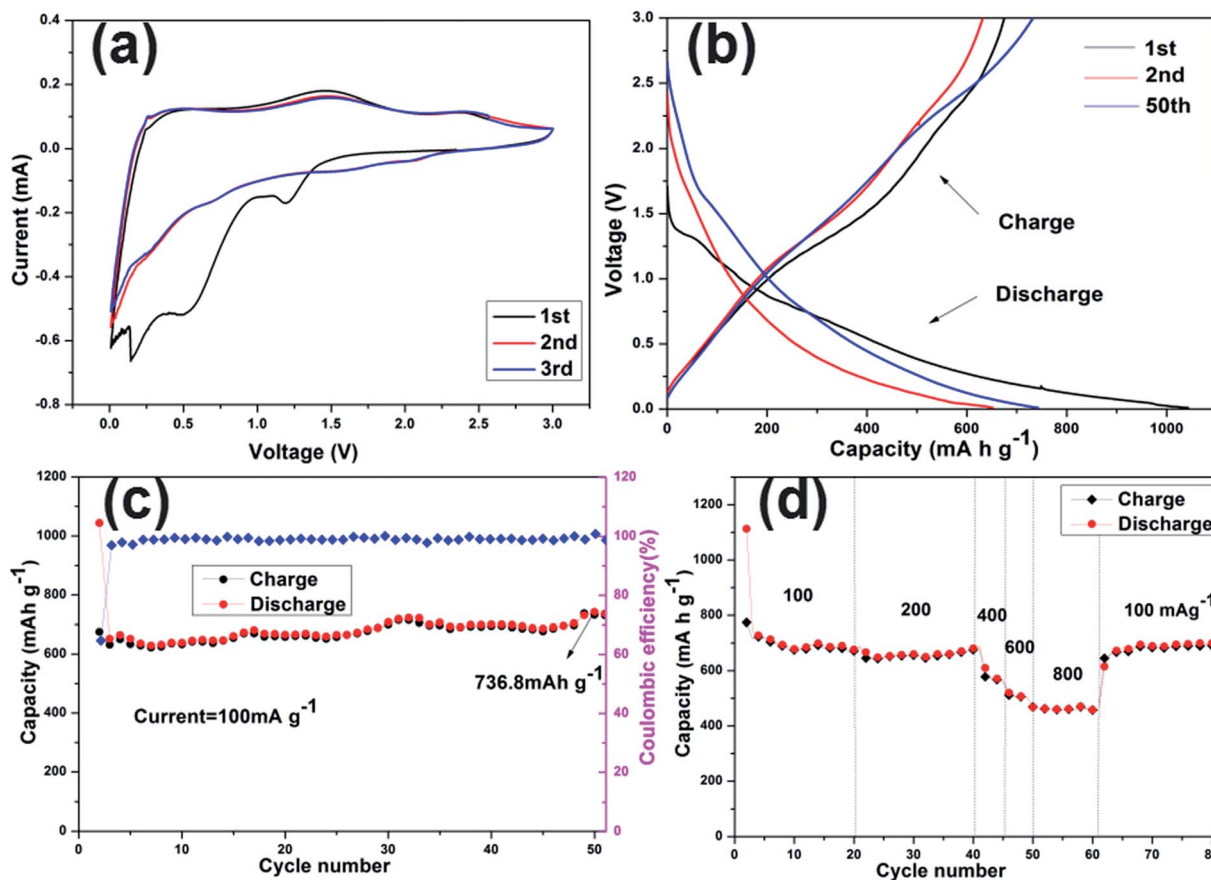 (a)
0.4
0.2
0.0
-0.2
-0.4
-0.6
-0.8
Current (mA)
1st
2nd
3rd
0.0 0.5 1.0 1.5 2.0 2.5 3.0
Voltage (V)
(b)
3.0
2.5
2.0
1.5
1.0
0.5
0.0
Voltage (V)
1st
2nd
50th
Charge
Discharge
0 200 400 600 800 1000
Capacity (mA h g-1)
(c)
1200
1000
800
600
400
200
0
Capacity (mAh g-1)
Charge
Discharge
736.8mAh g-1
Current=100mA g-1
120
100
80
60
40
20
0
Coulombic efficiency(%)
0 10 20 30 40 50
Cycle number
(d)
1200
1000
800
600
400
200
0
Capacity (mA h g-1)
Charge
Discharge
100
200
400
600
800
100 mAg-1
0 10 20 30 40 50 60 70 80
Cycle number